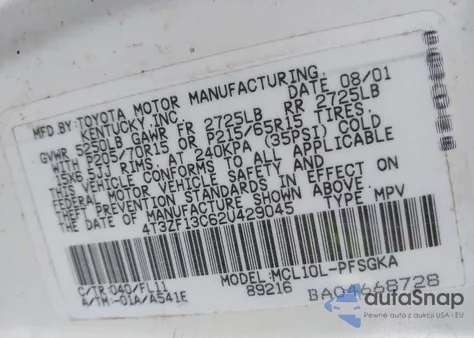 MFD.BY:TOYOTA MOTOR MANUFACTURING,
KENTUCKY,INC. DATE 08/01
GVWR 5250LB GAWR FR 2725LB RR 2725LB
WITH P205/70R15 OR P215/65R15 TIRES,
15X6.5JJ RIMS, AT 240KPA (35PSI) COLD
THIS VEHICLE CONFORMS TO ALL APPLICABLE
FEDERAL MOTOR VEHICLE SAFETY AND
THEFT PREVENTION STANDARDS IN EFFECT ON
THE DATE OF MANUFACTURE SHOWN ABOVE.
4T3ZF13C62U429045 TYPE MPV
C/TR:040/FL11 MODEL:MCL10L-PFSGKA
A/TM:-01A/A541E 89216 BA04668728
autaSnap
Pewne auto z aukcji USA i EU